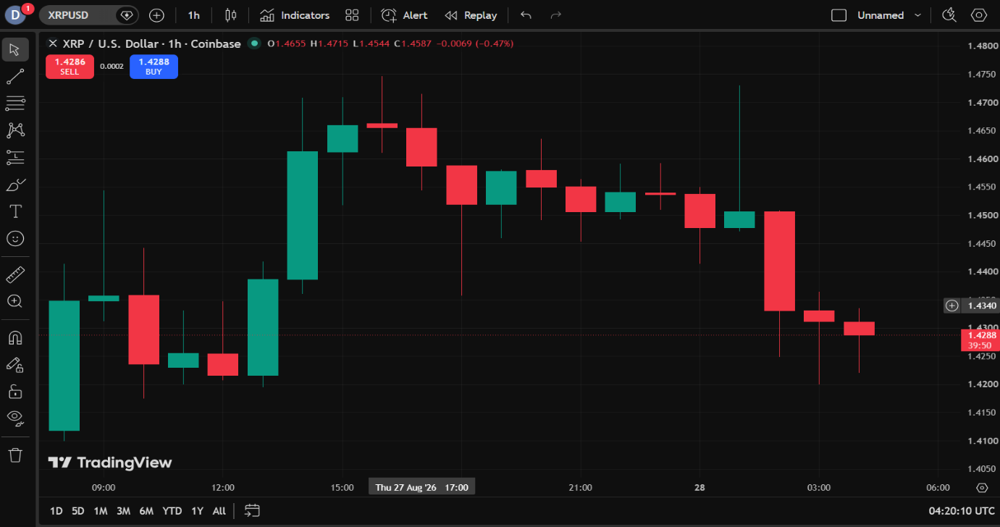 D 1 XRPUSD 1h Indicators Alert Replay Unnamed
XRP / U.S. Dollar · 1h · Coinbase O1.4655 H1.4715 L1.4544 C1.4587 −0.0069 (−0.47%)
1.4286 SELL 0.0002 1.4288 BUY
1.4800
1.4750
1.4700
1.4650
1.4600
1.4550
1.4500
1.4450
1.4400
1.4340
1.4300
1.4288
39:50
1.4250
1.4200
1.4150
1.4100
1.4050
L
T
TradingView
09:00 12:00 15:00 Thu 27 Aug '26 17:00 21:00 28 03:00 06:00
1D 5D 1M 3M 6M YTD 1Y All 04:20:10 UTC